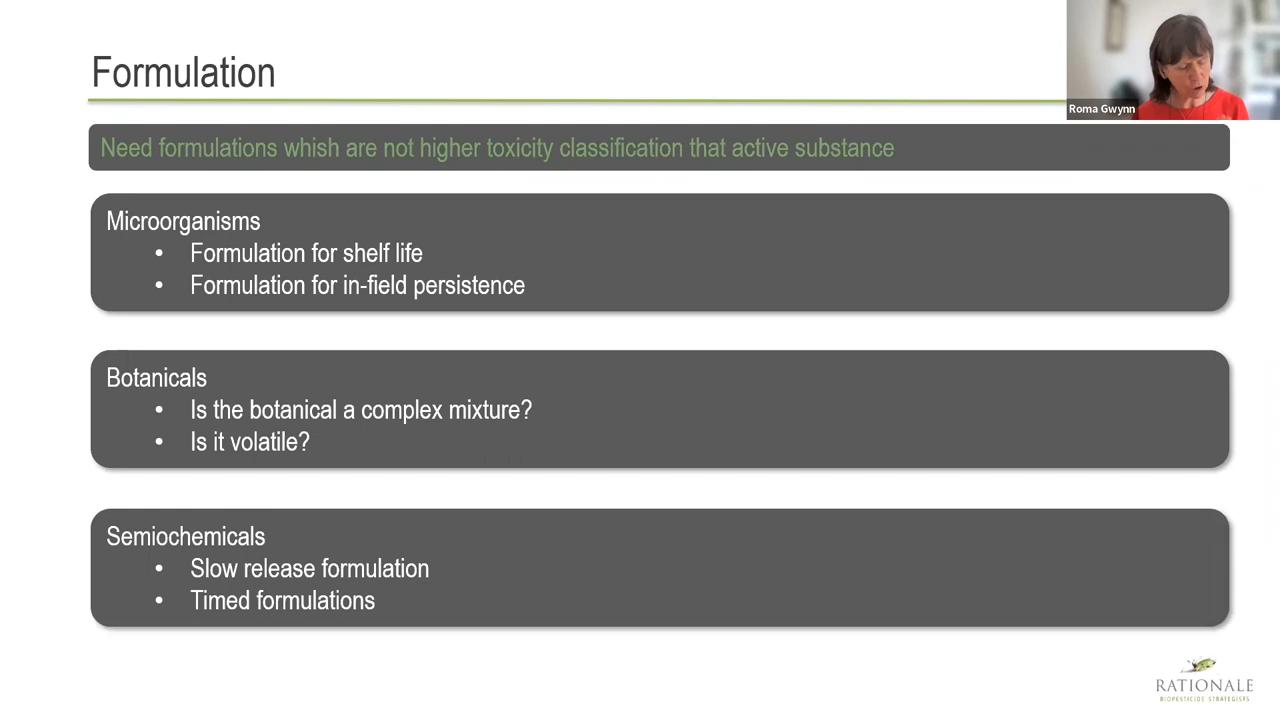 Formulation
Roma Gwynn
Need formulations whish are not higher toxicity classification that active substance
Microorganisms
• Formulation for shelf life
• Formulation for in-field persistence
Botanicals
• Is the botanical a complex mixture?
• Is it volatile?
Semiochemicals
• Slow release formulation
• Timed formulations
RATIONALE
BIOPESTICIDE STRATEGISTS